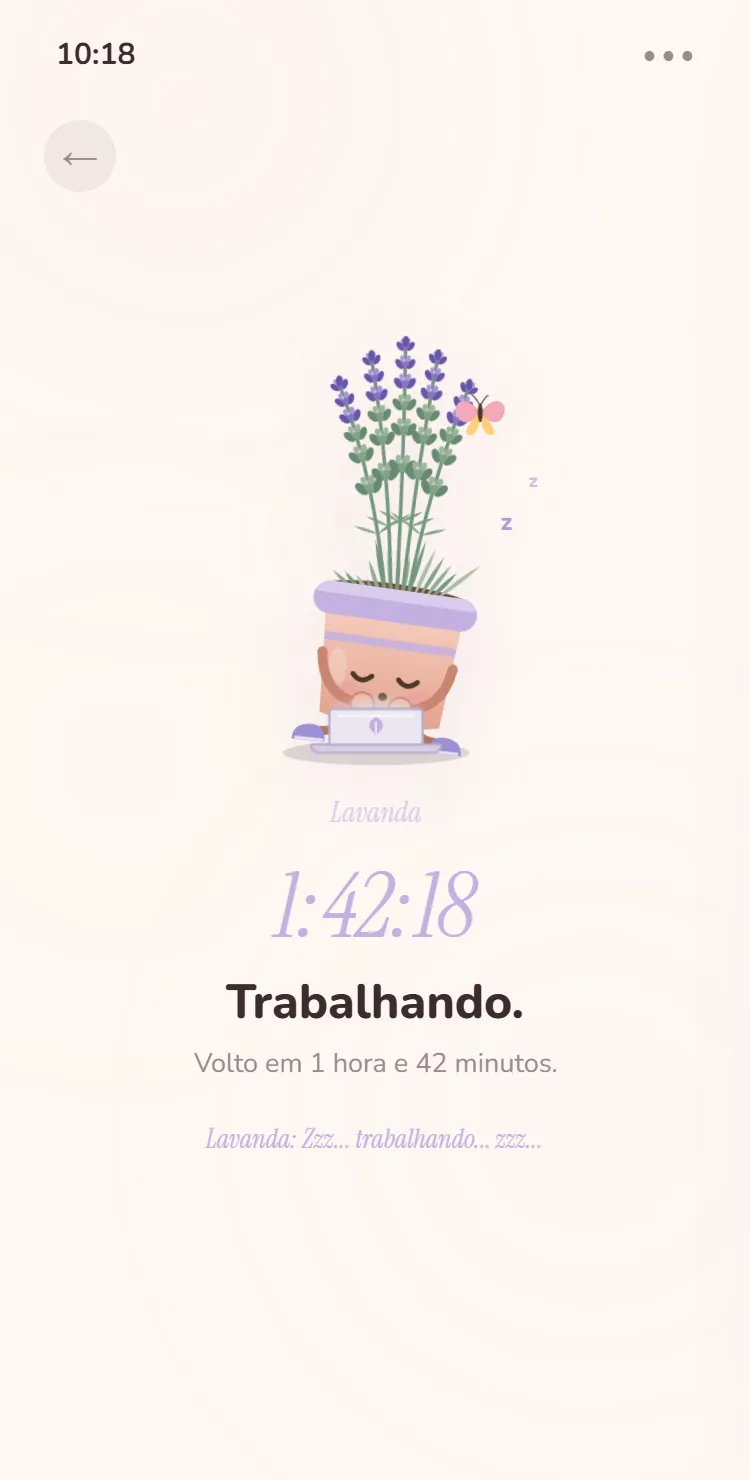 10:18
z
z
Lavanda
1:42:18
Trabalhando.
Volto em 1 hora e 42 minutos.
Lavanda: Zzz... trabalhando... zzz...